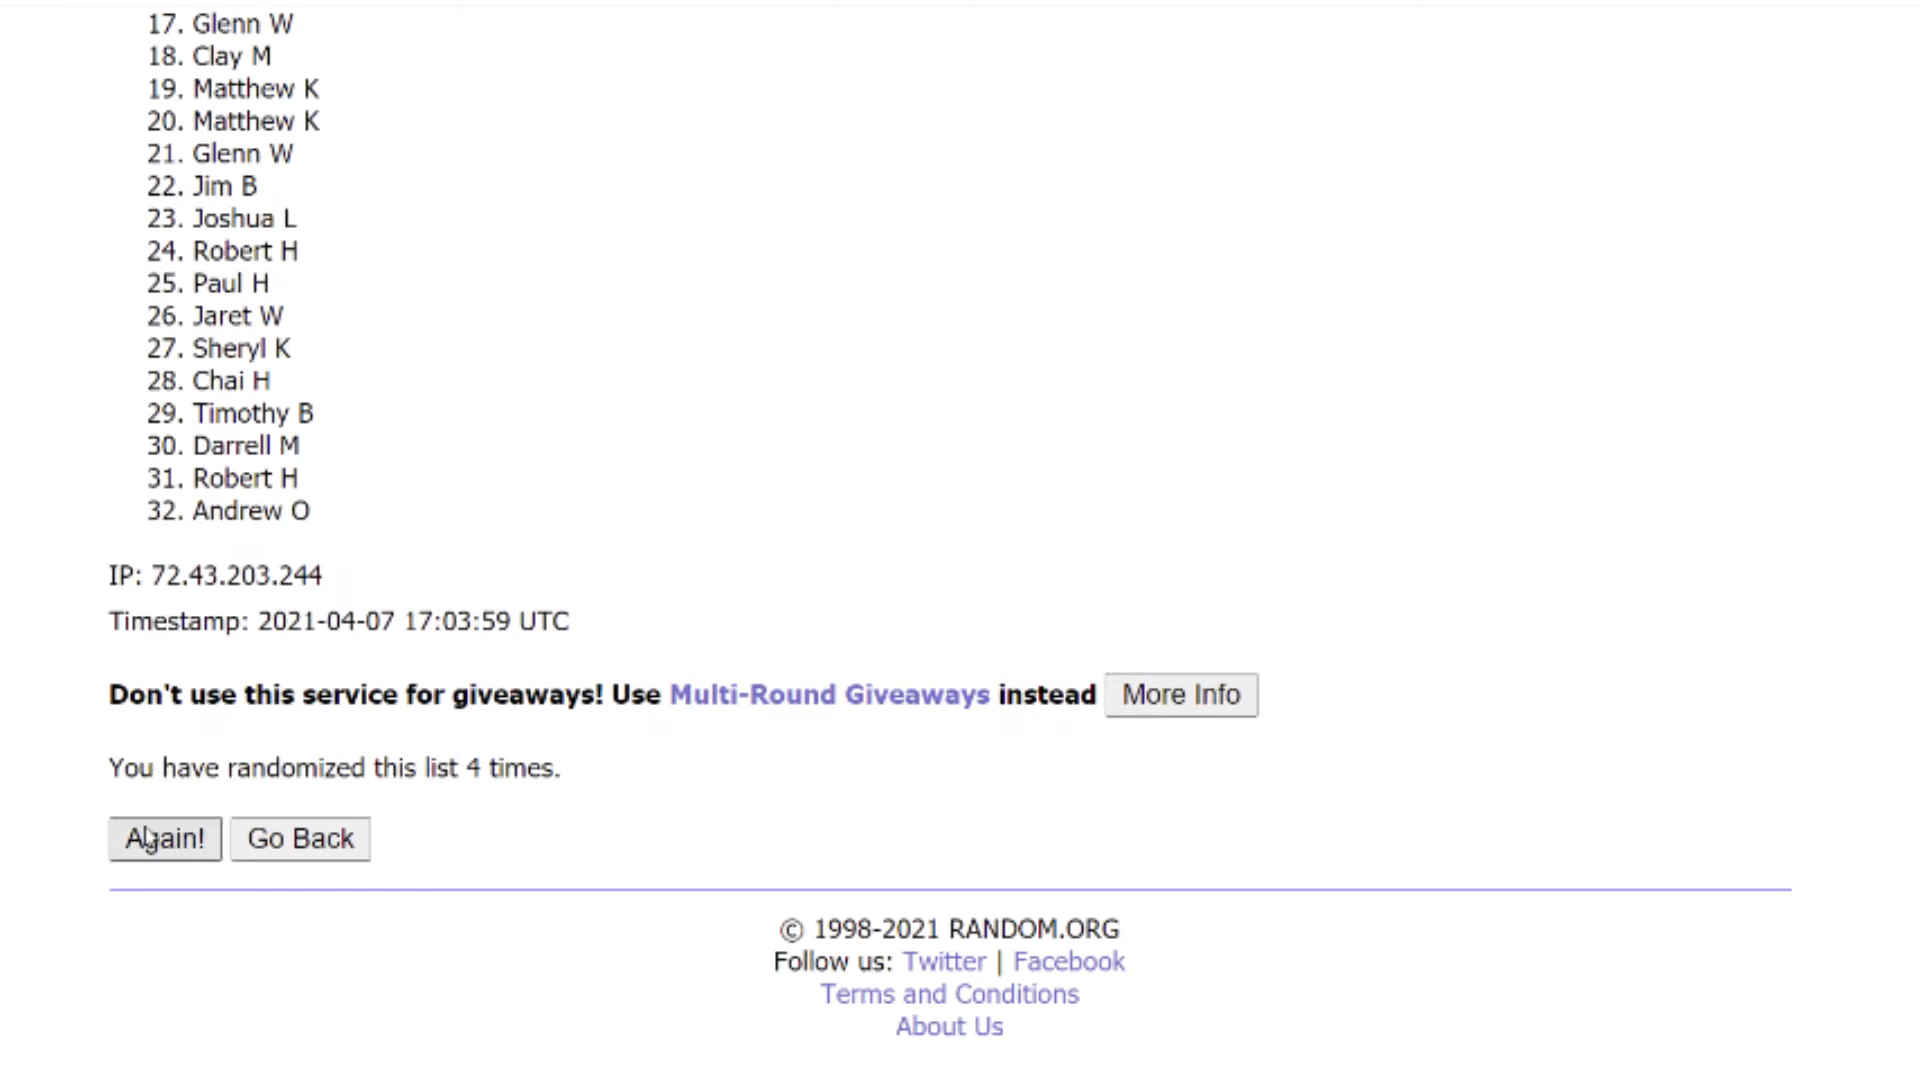 17. Glenn W
18. Clay M
19. Matthew K
20. Matthew K
21. Glenn W
22. Jim B
23. Joshua L
24. Robert H
25. Paul H
26. Jaret W
27. Sheryl K
28. Chai H
29. Timothy B
30. Darrell M
31. Robert H
32. Andrew O
IP: 72.43.203.244
Timestamp: 2021-04-07 17:03:59 UTC
Don't use this service for giveaways! Use Multi-Round Giveaways instead More Info
You have randomized this list 4 times.
Again! Go Back
© 1998-2021 RANDOM.ORG
Follow us: Twitter | Facebook
Terms and Conditions
About Us